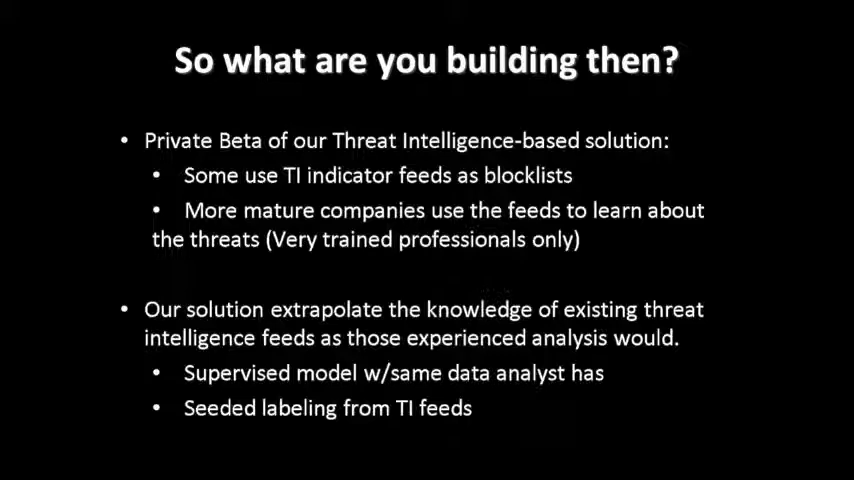 So what are you building then?
• Private Beta of our Threat Intelligence-based solution:
• Some use TI indicator feeds as blocklists
• More mature companies use the feeds to learn about
the threats (Very trained professionals only)
• Our solution extrapolate the knowledge of existing threat
intelligence feeds as those experienced analysis would.
• Supervised model w/same data analyst has
• Seeded labeling from TI feeds